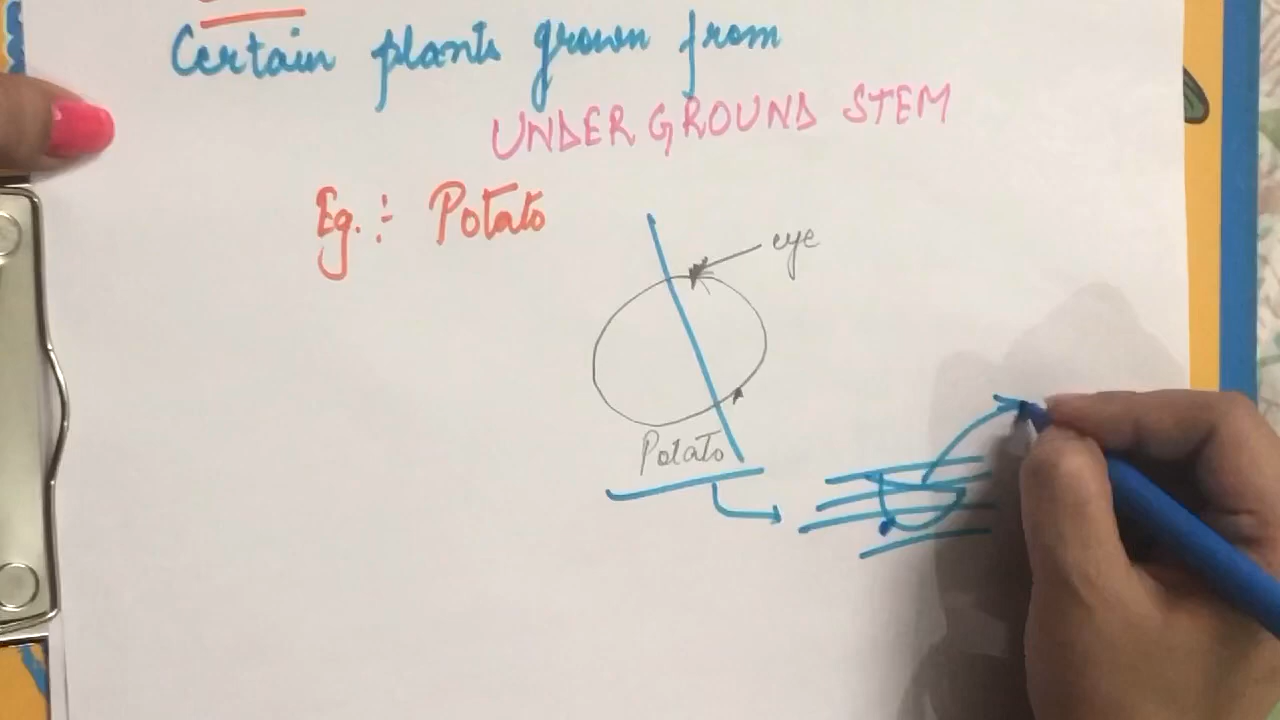 Certain plants grown from
UNDERGROUND STEM
Eg.:- Potato
eye
Potato